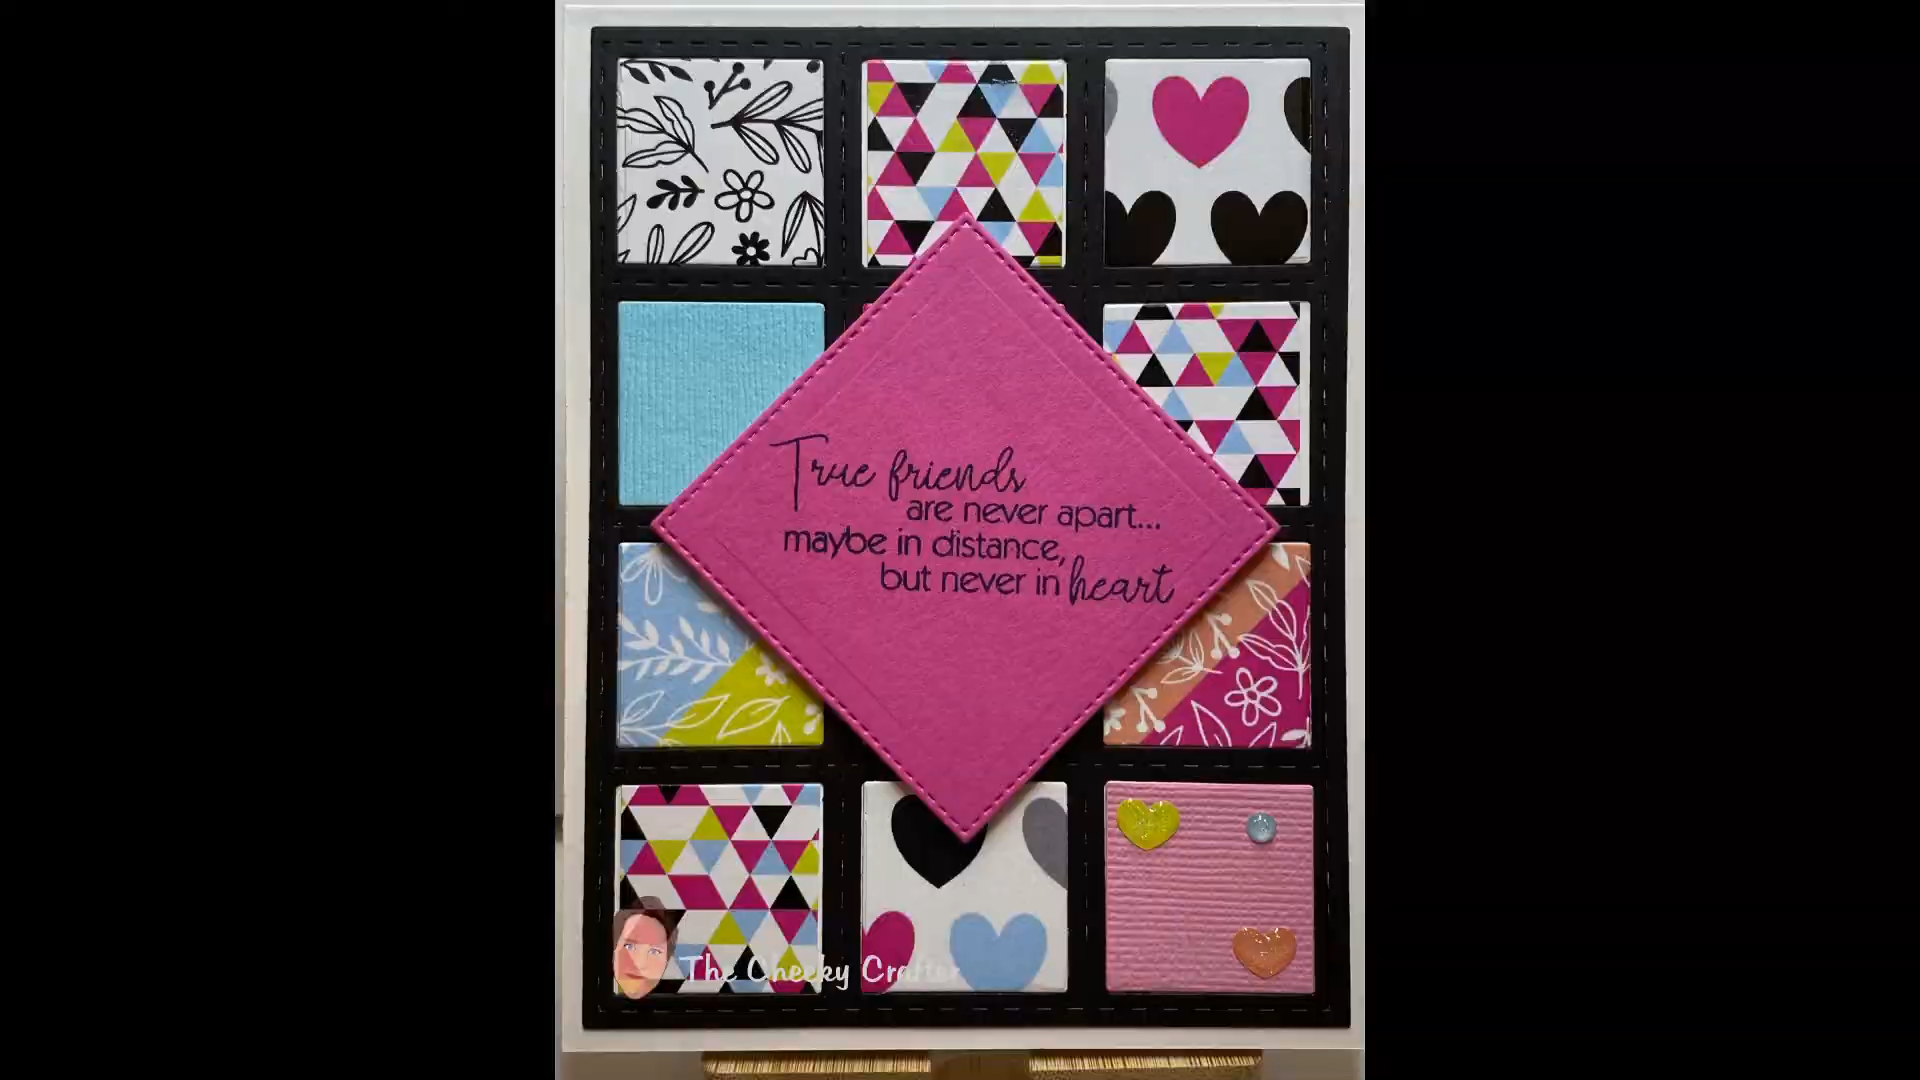 True friends
are never apart...
maybe in distance,
but never in heart
The Cheeky Crafter